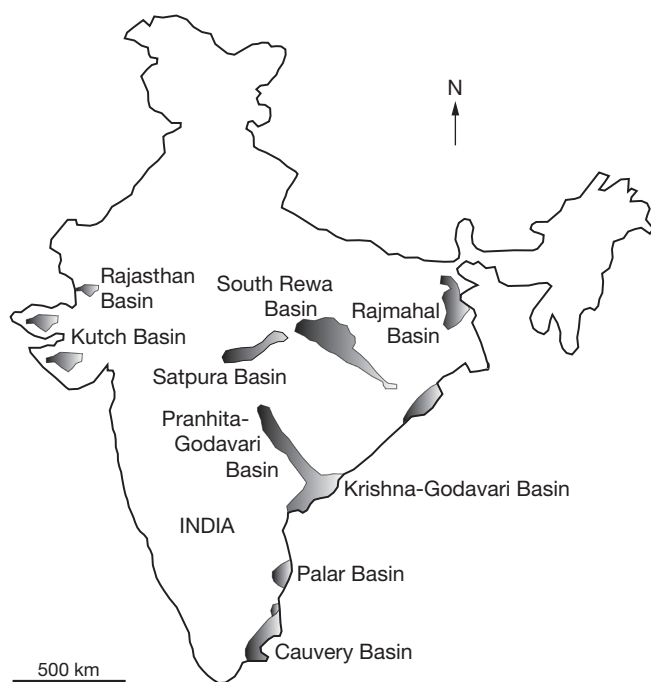 N
Rajasthan
Basin
South Rewa
Basin
Rajmahal
Basin
Kutch Basin
Satpura Basin
Pranhita-
Godavari
Basin
Krishna-Godavari Basin
INDIA
Palar Basin
Cauvery Basin
500 km